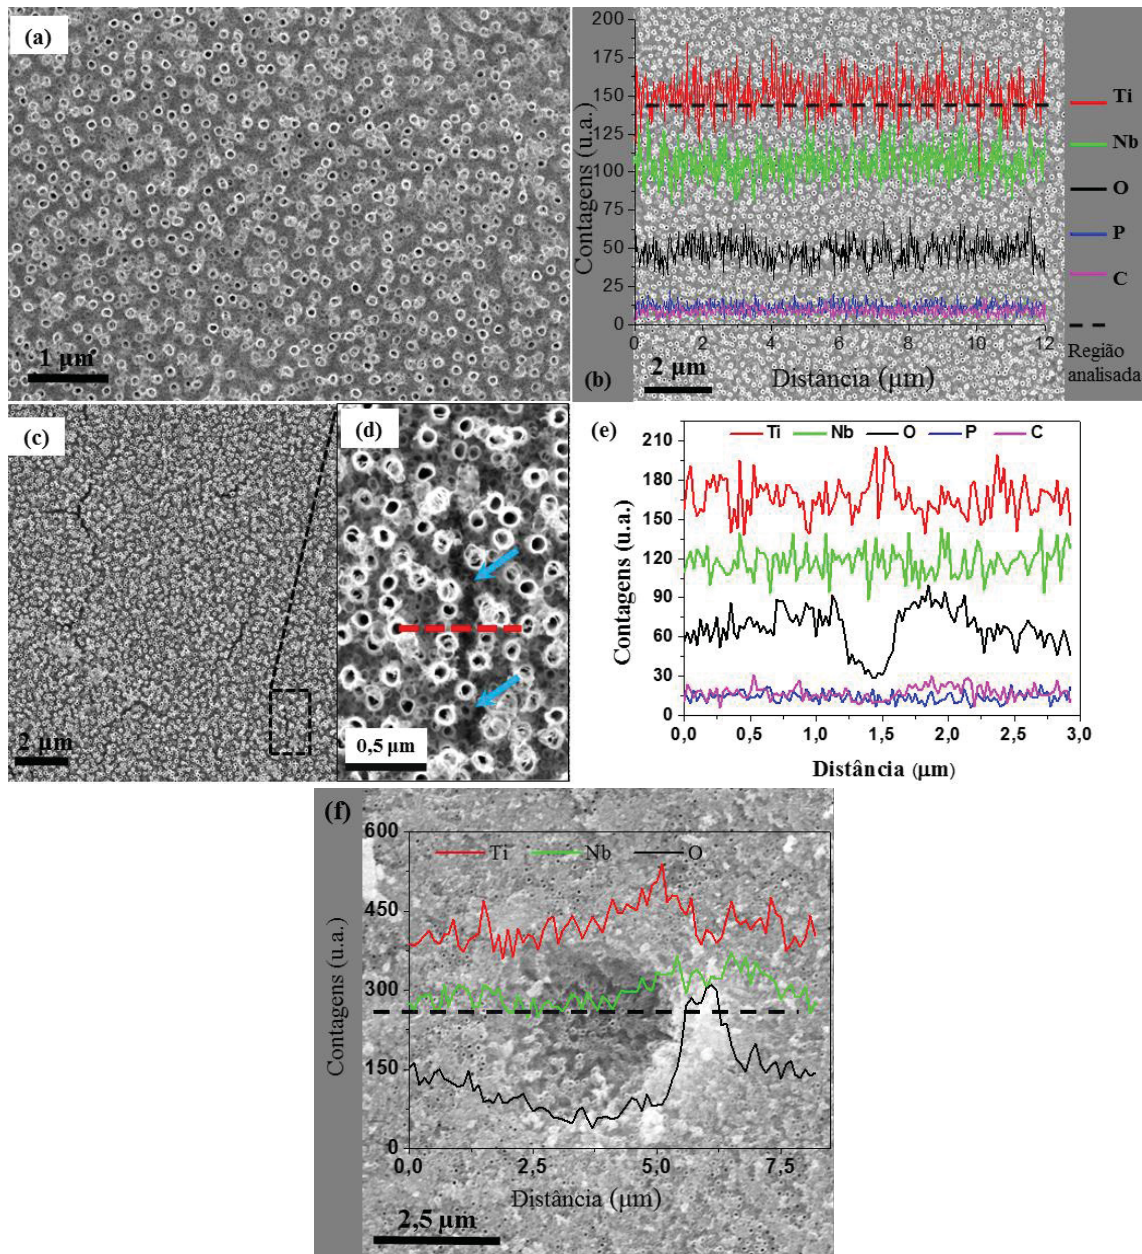 (a)
1 µm
200
175
150
125
100
75
50
25
0
Contagens (u.a.)
0 2 4 6 8 10 12
Distância (µm)
(b)
2 µm
Ti
Nb
O
P
C
Região
analisada
(c)
2 µm
(d)
0,5 µm
(e)
Ti Nb O P C
210
180
150
120
90
60
30
0
Contagens (u.a.)
0,0 0,5 1,0 1,5 2,0 2,5 3,0
Distância (µm)
(f)
Ti Nb O
600
450
300
150
0
Contagens (u.a.)
0,0 2,5 5,0 7,5
Distância (µm)
2,5 µm